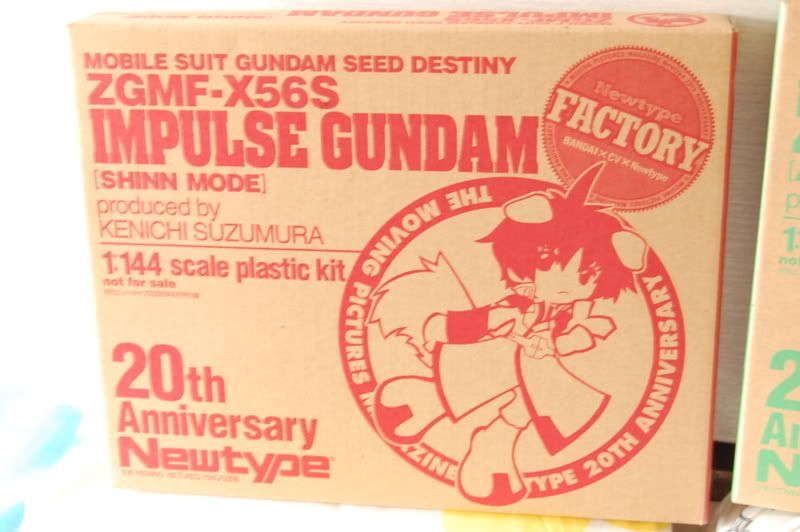 MOBILE SUIT GUNDAM SEED DESTINY
ZGMF-X56S
IMPULSE GUNDAM
[SHINN MODE]
produced by
KENICHI SUZUMURA
1:144 scale plastic kit
not for sale
20th
Anniversary
Newtype
THE MOVING PICTURES MAGAZINE
Newtype
FACTORY
BANDAI×CV×Newtype
THE MOVING PICTURES
TYPE 20TH ANNIVERSARY
IMPULSE GUNDAM